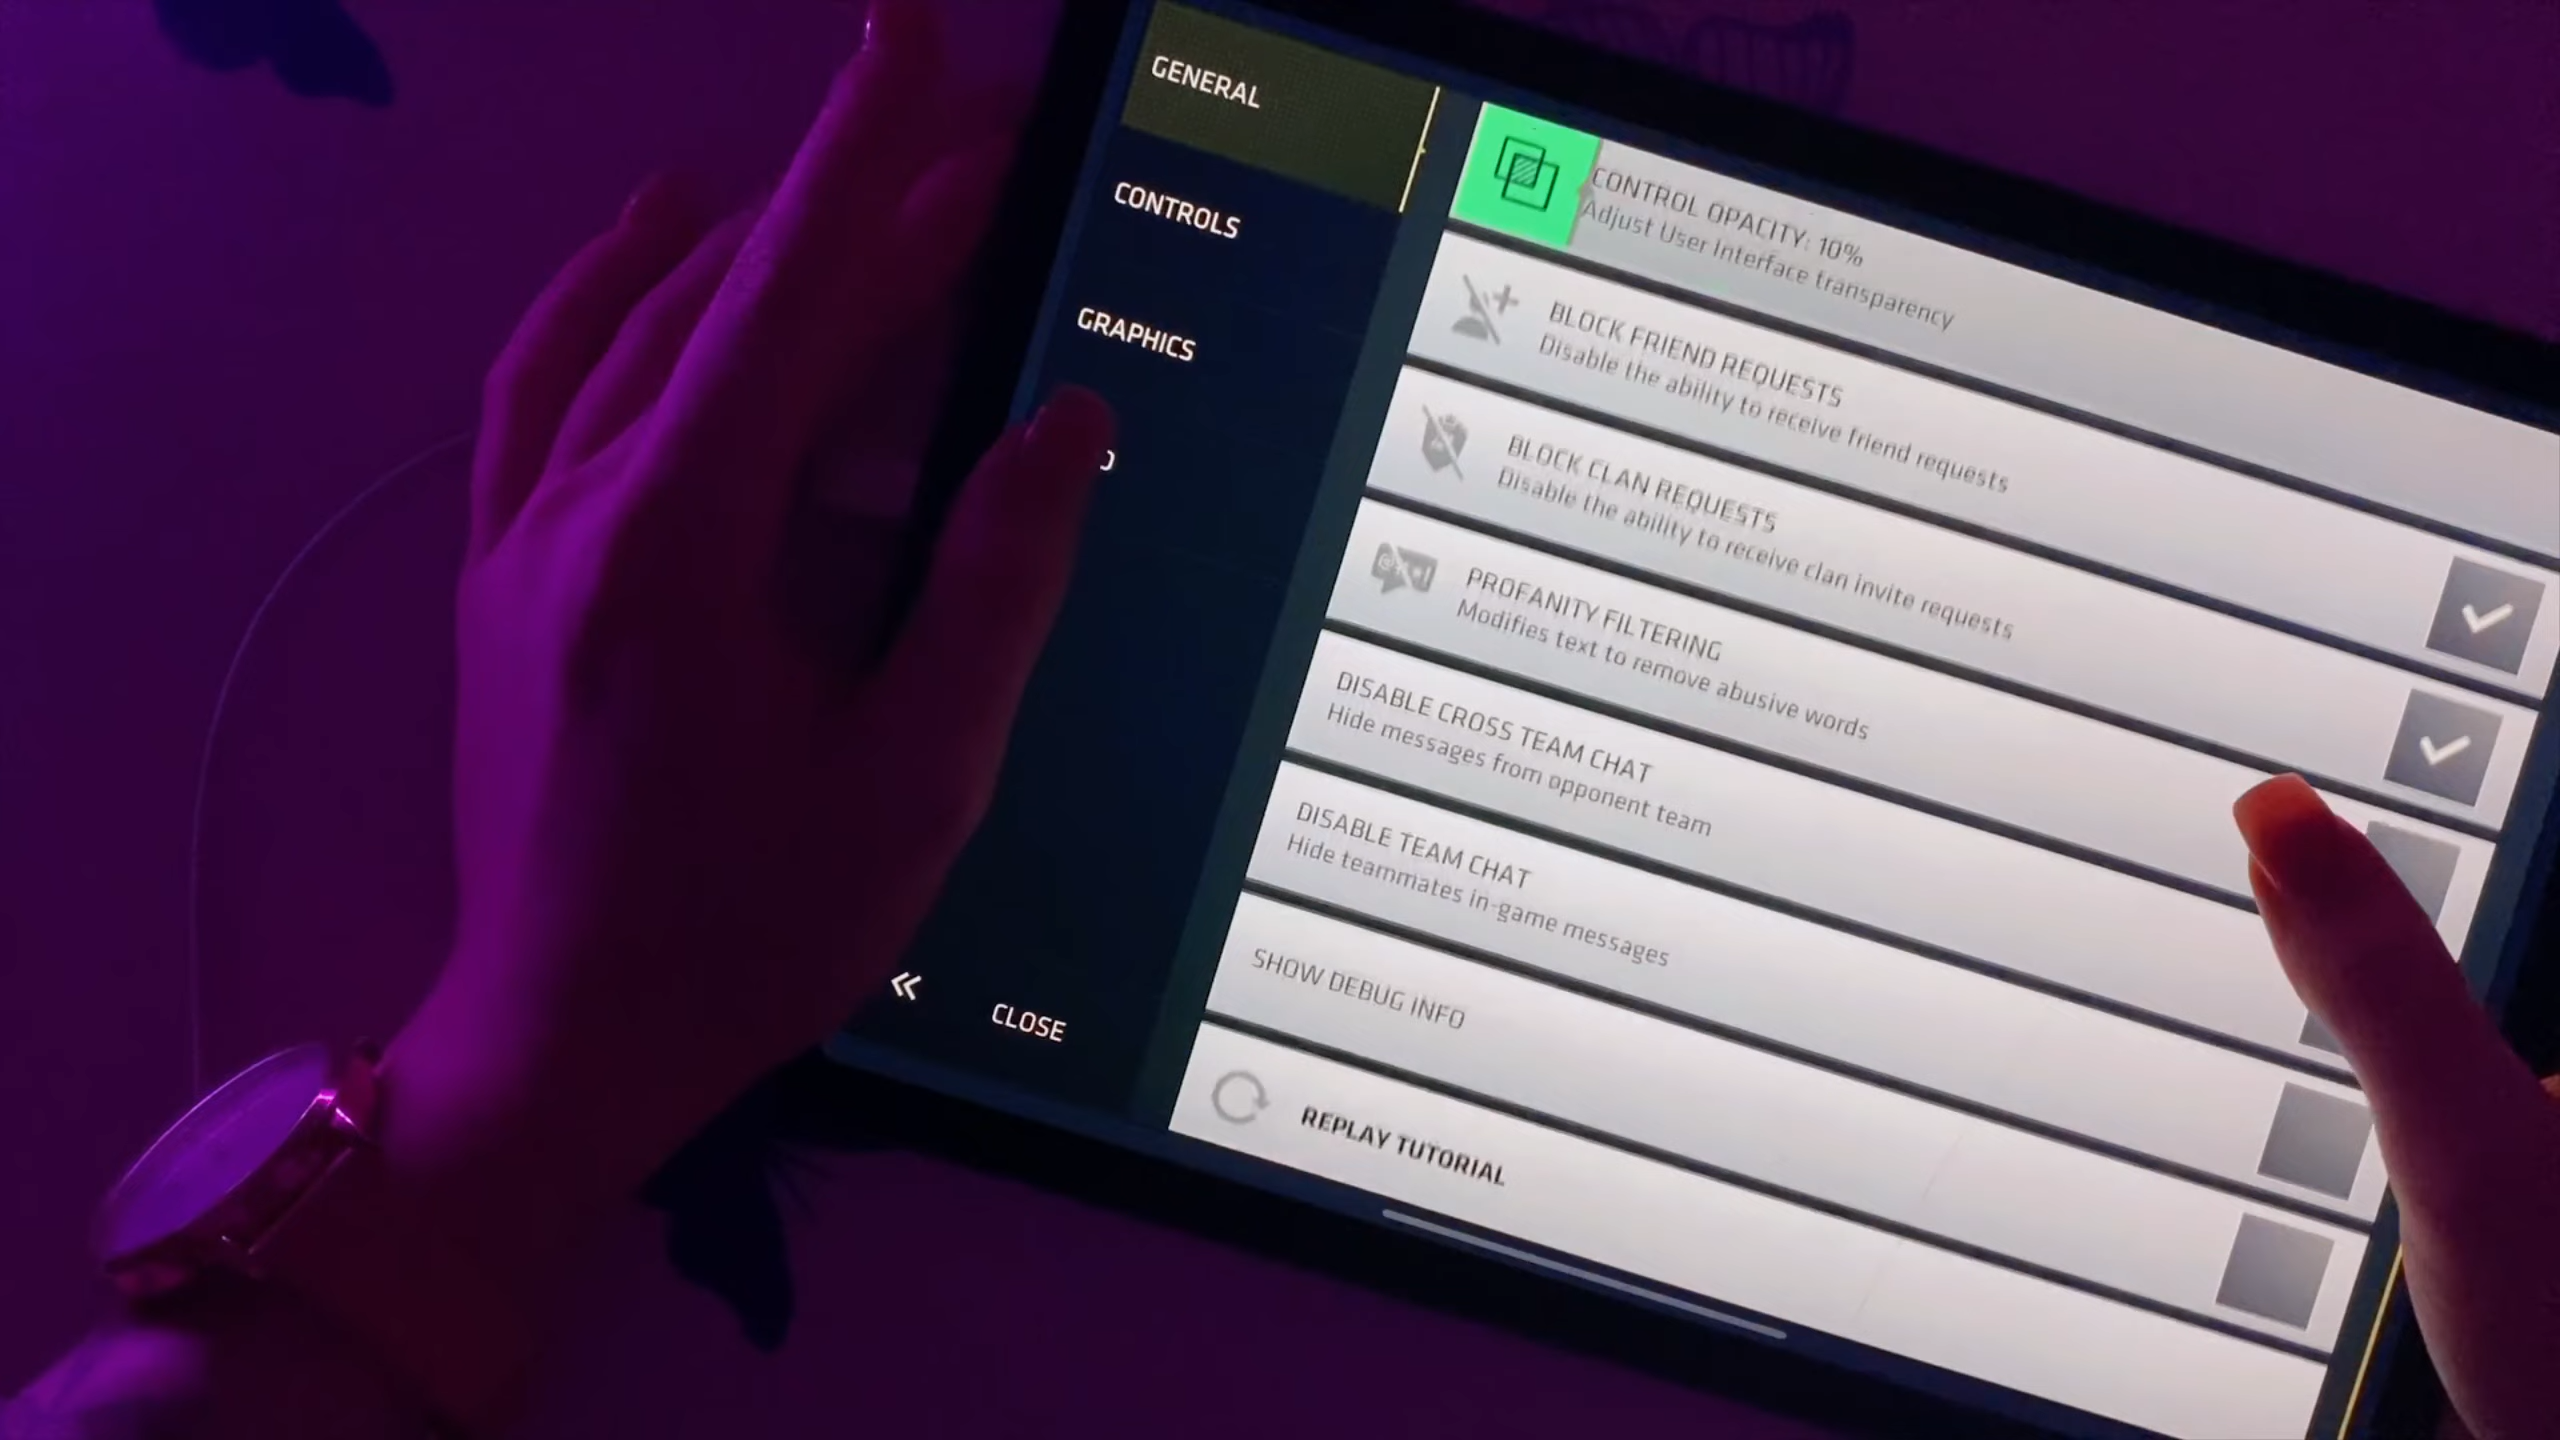 GENERAL
CONTROLS
GRAPHICS
CLOSE
CONTROL OPACITY: 10%
Adjust User Interface transparency
BLOCK FRIEND REQUESTS
Disable the ability to receive friend requests
BLOCK CLAN REQUESTS
Disable the ability to receive clan invite requests
PROFANITY FILTERING
Modifies text to remove abusive words
DISABLE CROSS TEAM CHAT
Hide messages from opponent team
DISABLE TEAM CHAT
Hide teammates in-game messages
SHOW DEBUG INFO
REPLAY TUTORIAL